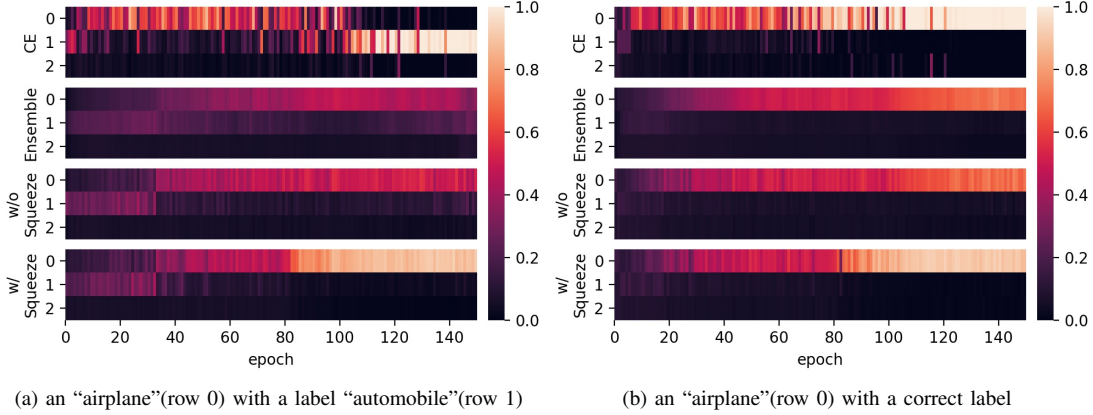 CE
0
1
2
1.0
0.8
0.6
0.4
0.2
0.0
Ensemble
0
1
2
w/o
Squeeze
0
1
2
w/
Squeeze
0
1
2
0 20 40 60 80 100 120 140
epoch
(a) an “airplane”(row 0) with a label “automobile”(row 1)
CE
0
1
2
1.0
0.8
0.6
0.4
0.2
0.0
Ensemble
0
1
2
w/o
Squeeze
0
1
2
w/
Squeeze
0
1
2
0 20 40 60 80 100 120 140
epoch
(b) an “airplane”(row 0) with a correct label